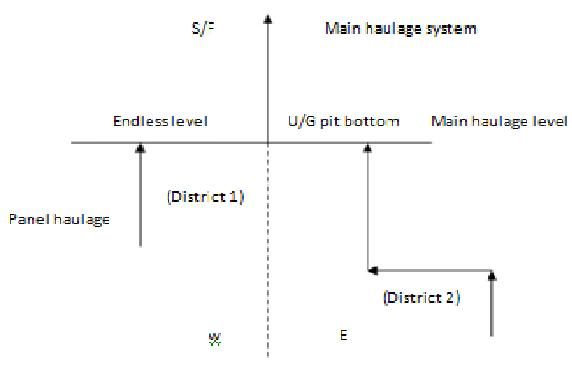 S/F
Main haulage system
Endless level
U/G pit bottom
Main haulage level
(District 1)
Panel haulage
(District 2)
W
E